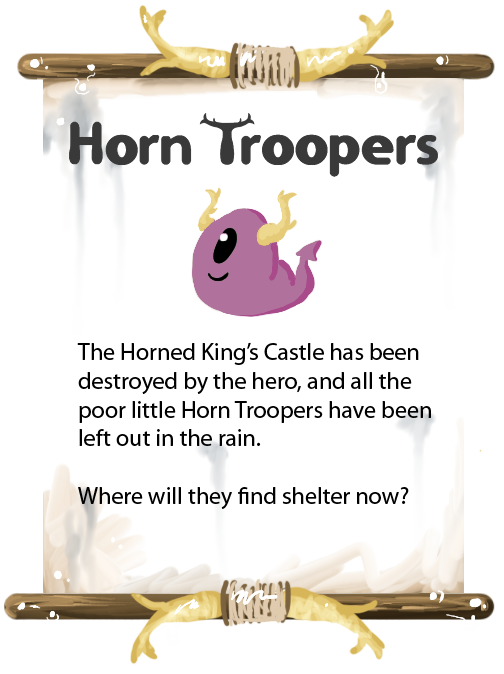 Horn Troopers
The Horned King’s Castle has been
destroyed by the hero, and all the
poor little Horn Troopers have been
left out in the rain.
Where will they find shelter now?